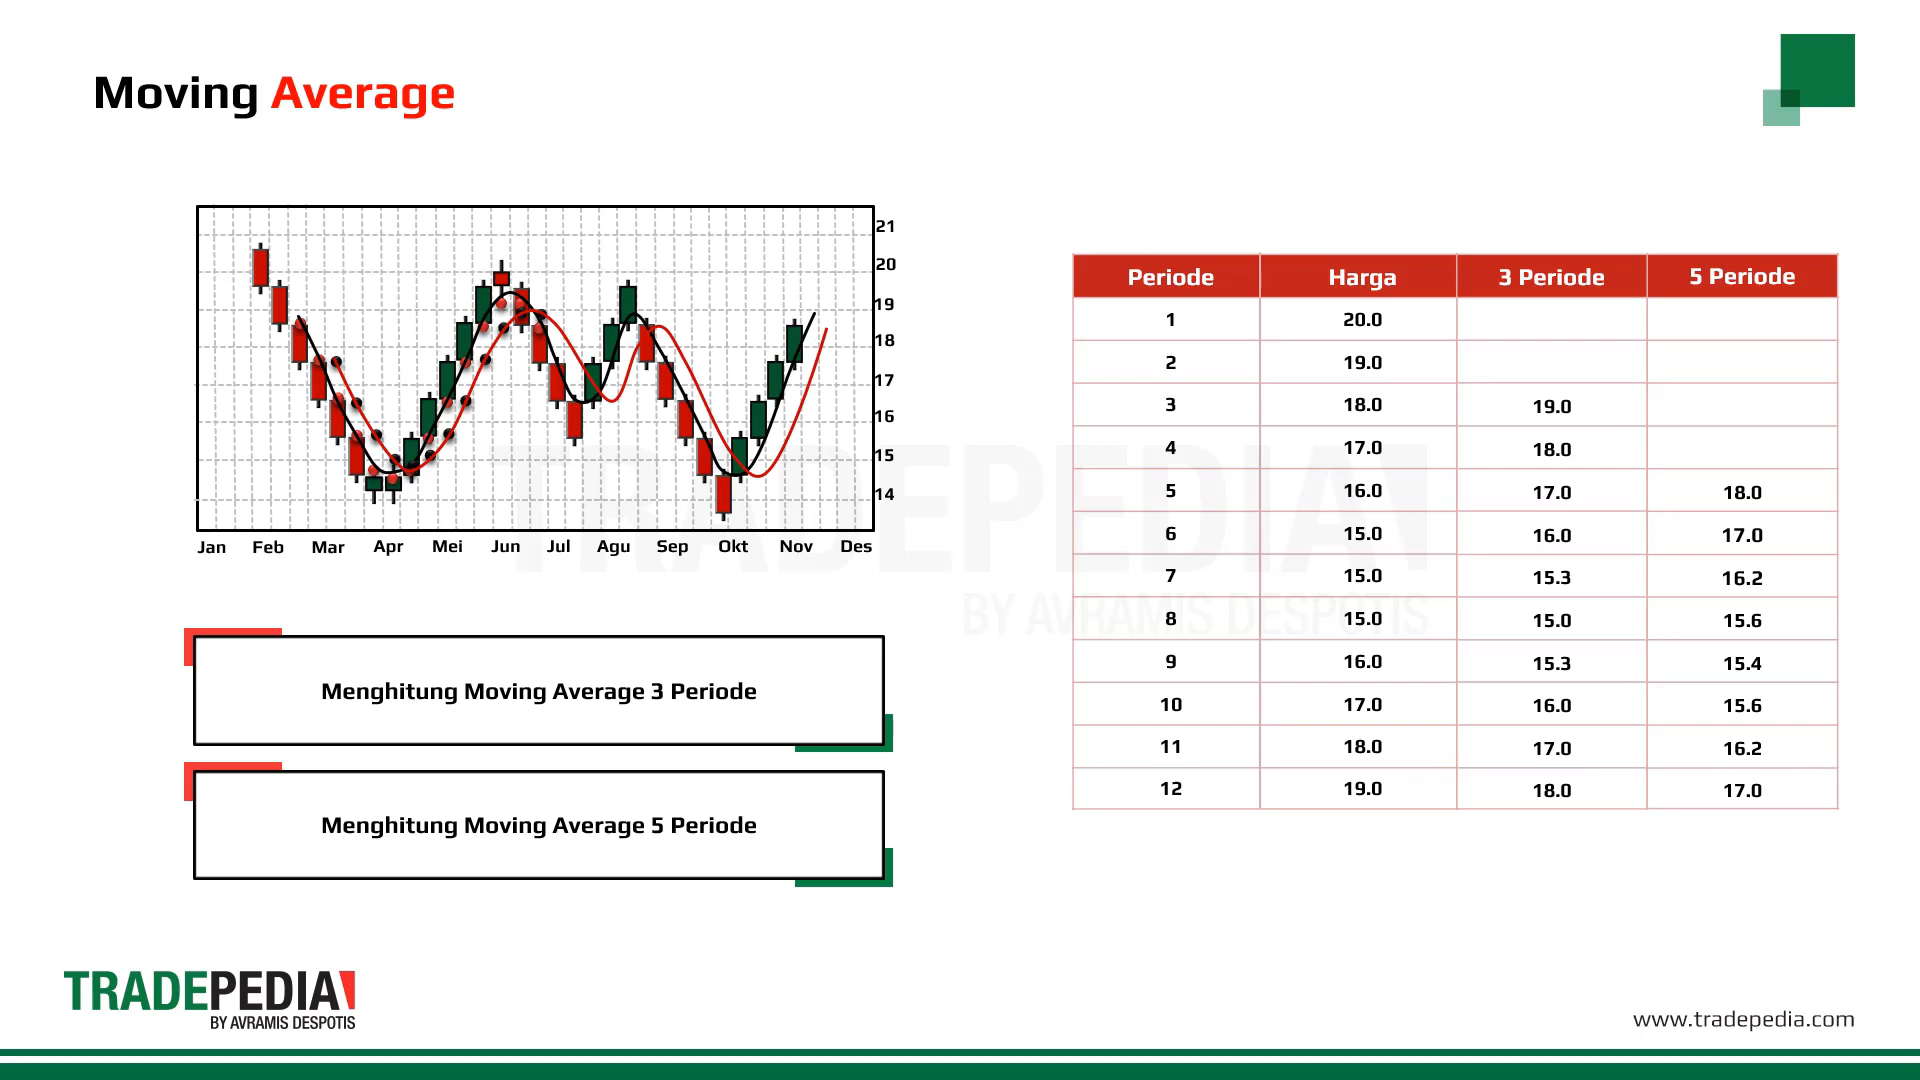 Moving Average
21
20
19
18
17
16
15
14
Jan Feb Mar Apr Mei Jun Jul Agu Sep Okt Nov Des
Menghitung Moving Average 3 Periode
Menghitung Moving Average 5 Periode
Periode Harga 3 Periode 5 Periode
1 20.0
2 19.0
3 18.0 19.0
4 17.0 18.0
5 16.0 17.0 18.0
6 15.0 16.0 17.0
7 15.0 15.3 16.2
8 15.0 15.0 15.6
9 16.0 15.3 15.4
10 17.0 16.0 15.6
11 18.0 17.0 16.2
12 19.0 18.0 17.0
TRADEPEDIA
BY AVRAMIS DESPOTIS
TRADEPEDIA
BY AVRAMIS DESPOTIS
www.tradepedia.com